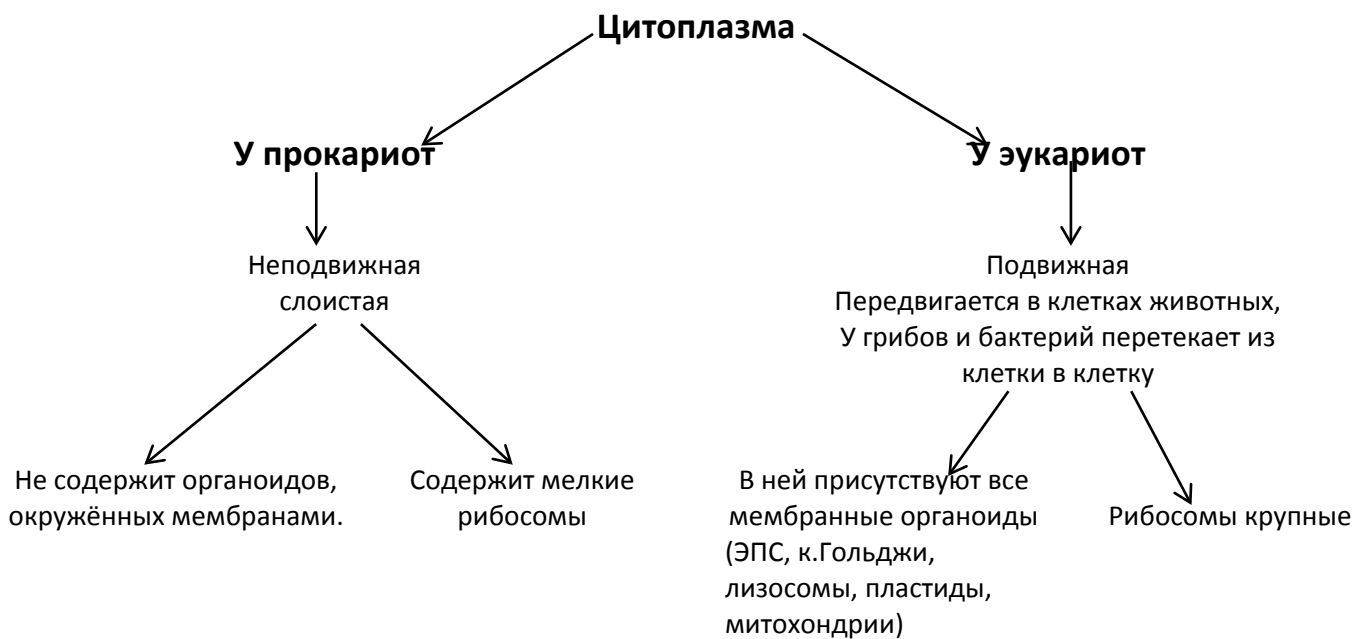 Цитоплазма
У прокариот
У эукариот
Неподвижная
слоистая
Подвижная
Передвигается в клетках животных,
У грибов и бактерий перетекает из
клетки в клетку
Не содержит органоидов,
окружённых мембранами.
Содержит мелкие
рибосомы
В ней присутствуют все
мембранные органоиды
(ЭПС, к.Гольджи,
лизосомы, пластиды,
митохондрии)
Рибосомы крупные